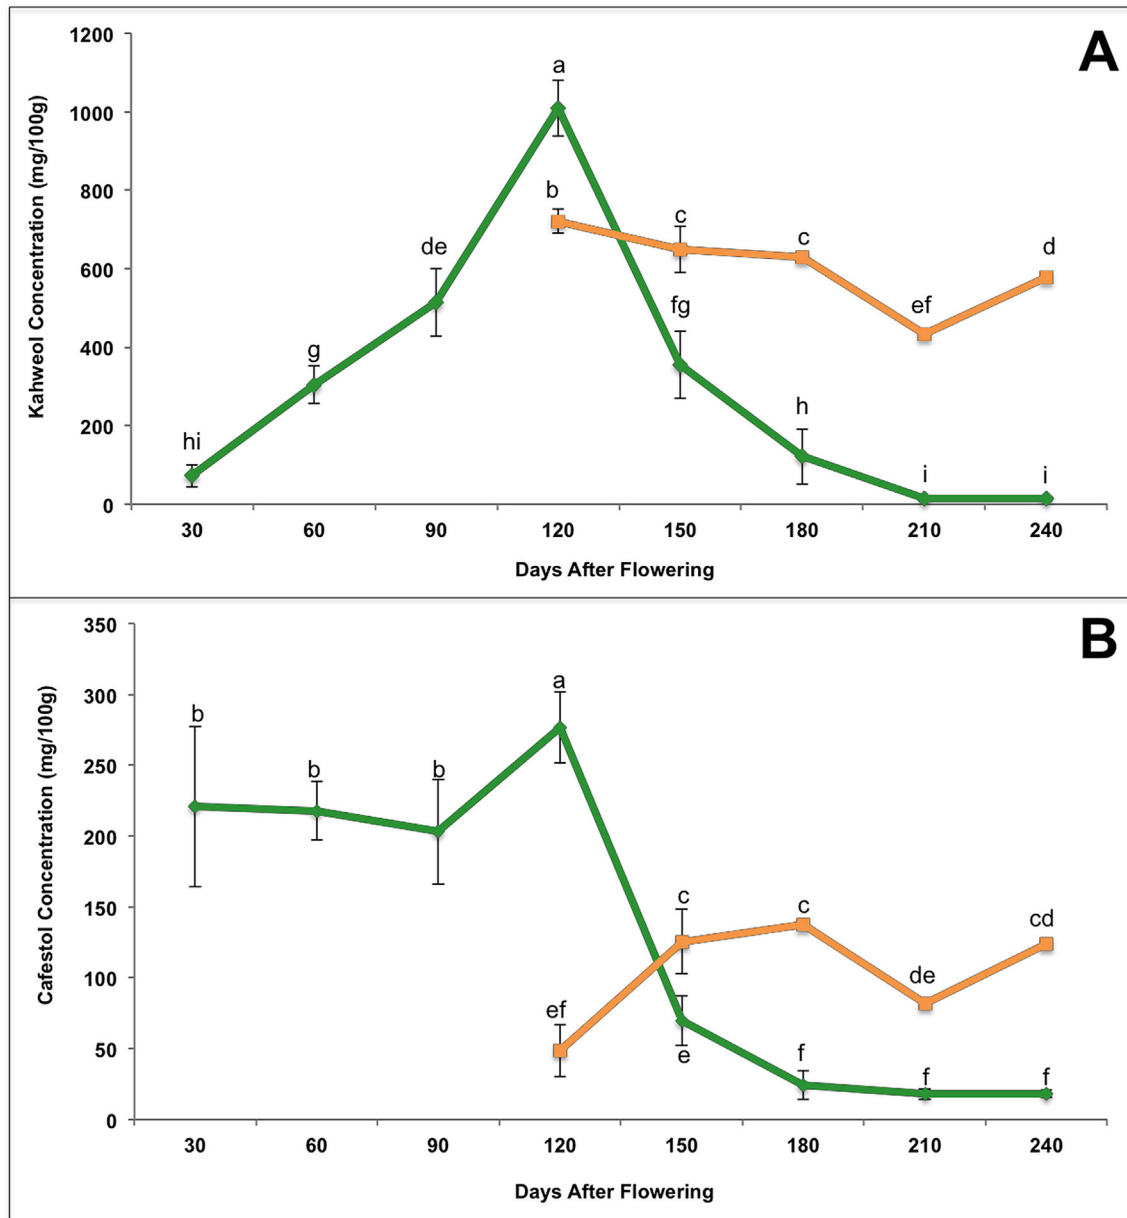 A
1200
1000
800
600
400
200
0
Kahweol Concentration (mg/100g)
a
b
c
c
d
de
fg
ef
g
hi
h
i
i
30 60 90 120 150 180 210 240
Days After Flowering
B
350
300
250
200
150
100
50
0
Cafestol Concentration (mg/100g)
a
b
b
b
c
c
cd
de
ef
e
f
f
f
30 60 90 120 150 180 210 240
Days After Flowering